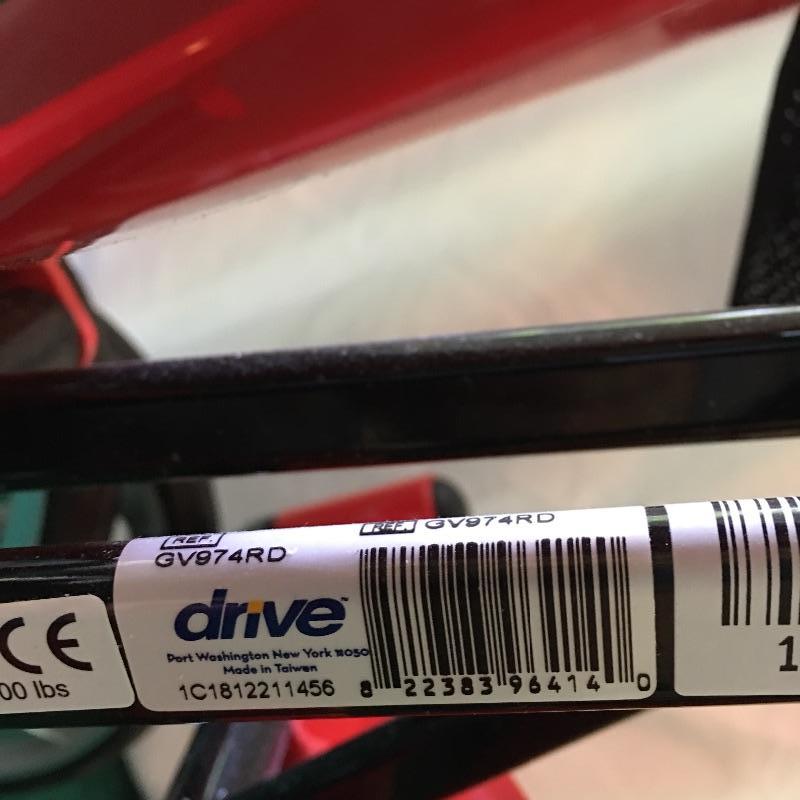 CE
00 lbs
REF. GV974RD
REF.
GV974RD
drive™
Port Washington New York 11050
Made in Taiwan
1C1812211456
8 22383 96414 0
1